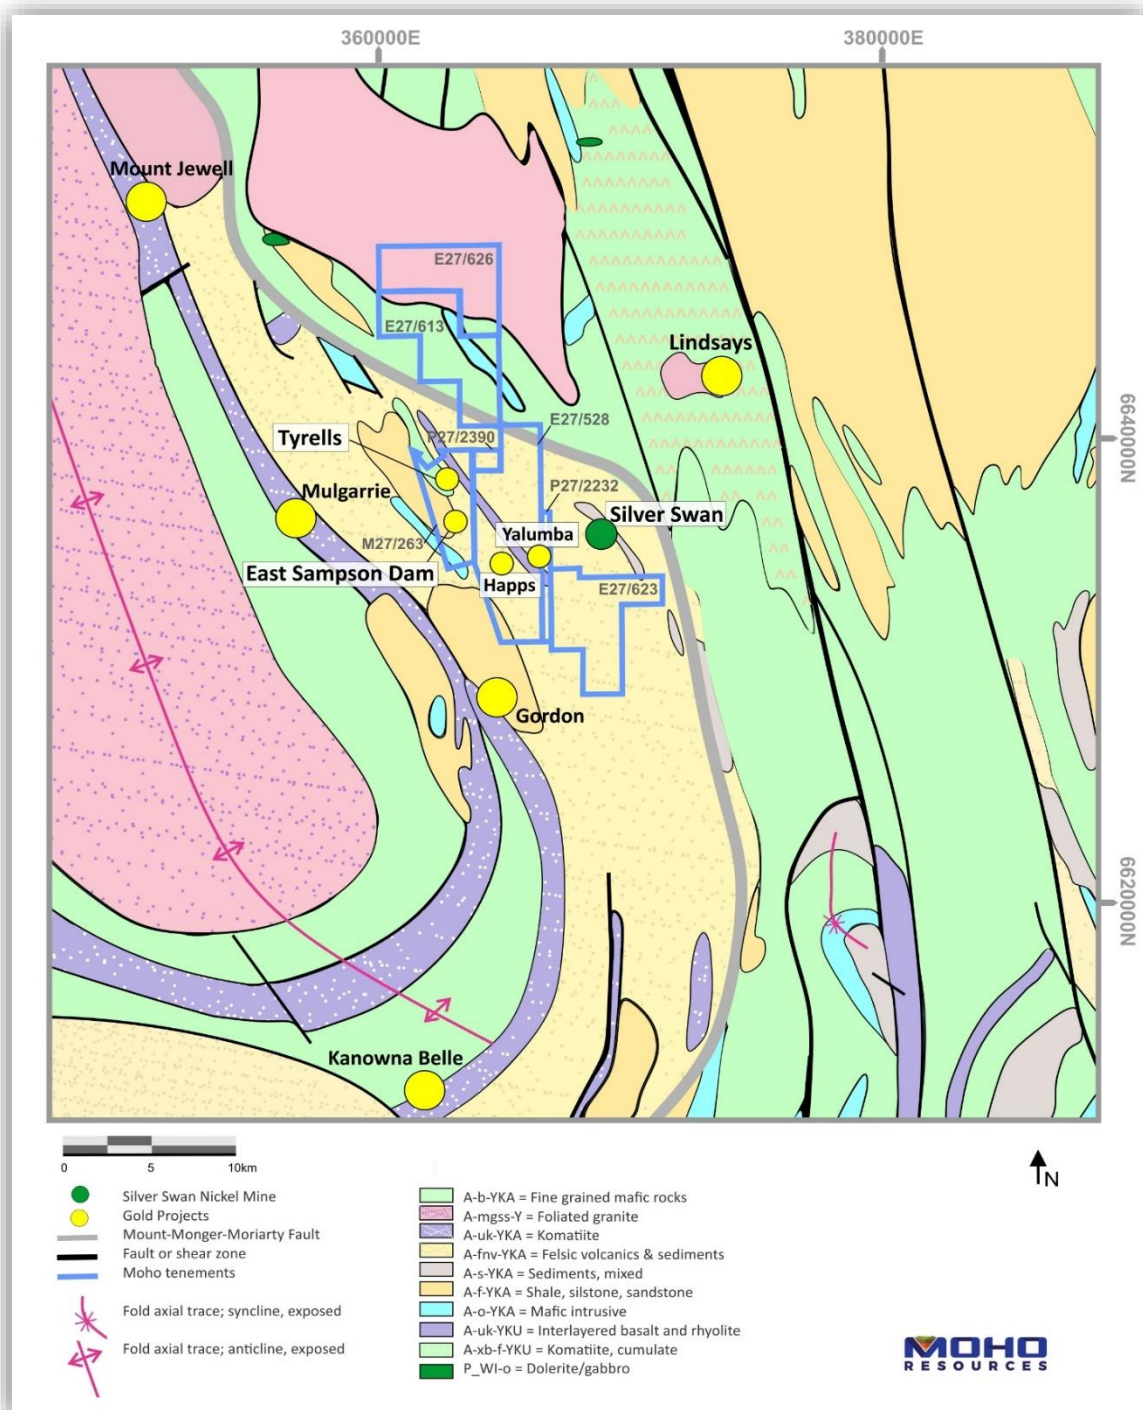 360000E
380000E
Mount Jewell
E27/626
E27/613
Lindsays
6640000N
E27/528
Tyrells
P27/2390
P27/2232
Mulgarrie
Silver Swan
Yalumba
M27/263
East Sampson Dam
Happs
E27/623
Gordon
6620000N
Kanowna Belle
0 5 10km
N
Silver Swan Nickel Mine
Gold Projects
Mount-Monger-Moriarty Fault
Fault or shear zone
Moho tenements
Fold axial trace; syncline, exposed
Fold axial trace; anticline, exposed
A-b-YKA = Fine grained mafic rocks
A-mgss-Y = Foliated granite
A-uk-YKA = Komatiite
A-fnv-YKA = Felsic volcanics & sediments
A-s-YKA = Sediments, mixed
A-f-YKA = Shale, silstone, sandstone
A-o-YKA = Mafic intrusive
A-uk-YKU = Interlayered basalt and rhyolite
A-xb-f-YKU = Komatiite, cumulate
P_WI-o = Dolerite/gabbro
MOHO
RESOURCES